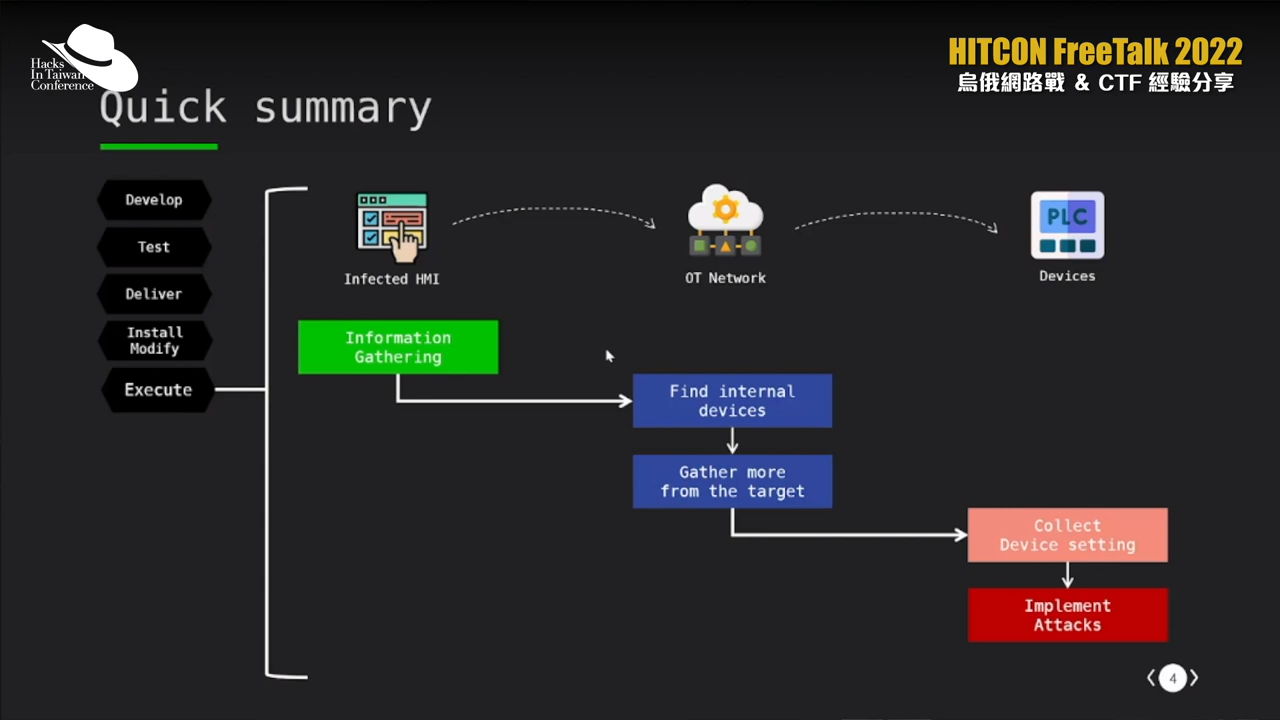 Hacks
In Taiwan
Conference
HITCON FreeTalk 2022
烏俄網路戰 & CTF 經驗分享
Quick summary
Develop
Test
Deliver
Install
Modify
Execute
Infected HMI
OT Network
PLC
Devices
Information
Gathering
Find internal
devices
Gather more
from the target
Collect
Device setting
Implement
Attacks
4